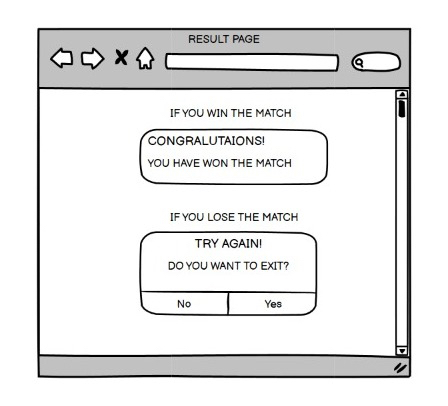 RESULT PAGE
IF YOU WIN THE MATCH
CONGRALUTAIONS!
YOU HAVE WON THE MATCH
IF YOU LOSE THE MATCH
TRY AGAIN!
DO YOU WANT TO EXIT?
No Yes